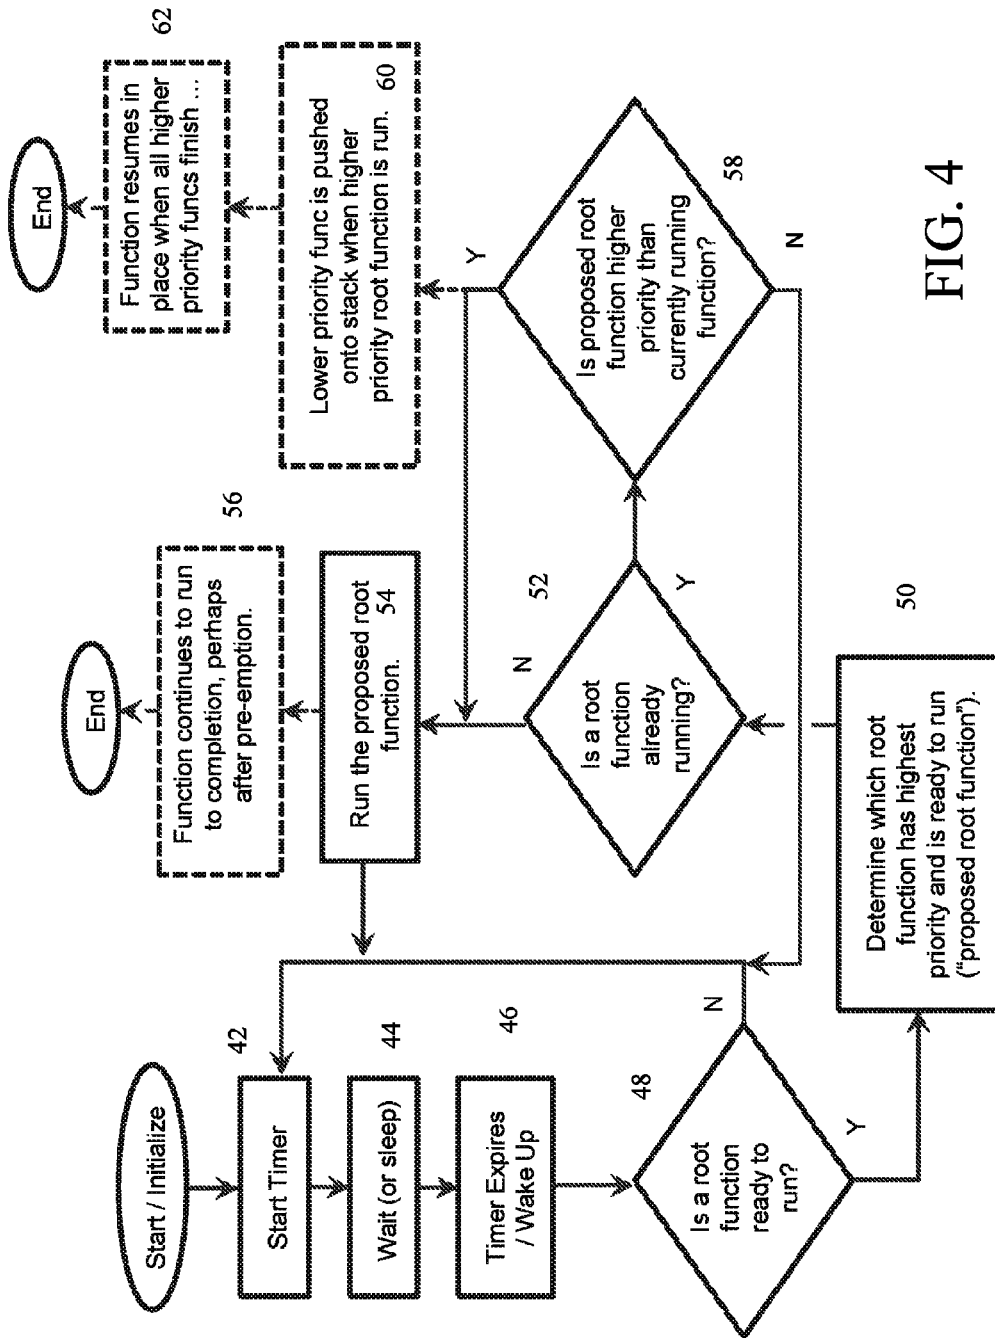 Start / Initialize
Start Timer
42
Wait (or sleep)
44
Timer Expires
/ Wake Up
46
Is a root
function
ready to
run?
48
N
Y
Determine which root
function has highest
priority and is ready to run
("proposed root function").
50
Is a root
function
already
running?
52
N
Y
Run the proposed root
function.
54
Function continues to run
to completion, perhaps
after pre-emption.
56
End
Is proposed root
function higher
priority than
currently running
function?
58
Y
N
Lower priority func is pushed
onto stack when higher
priority root function is run.
60
Function resumes in
place when all higher
priority funcs finish ...
62
End
FIG. 4